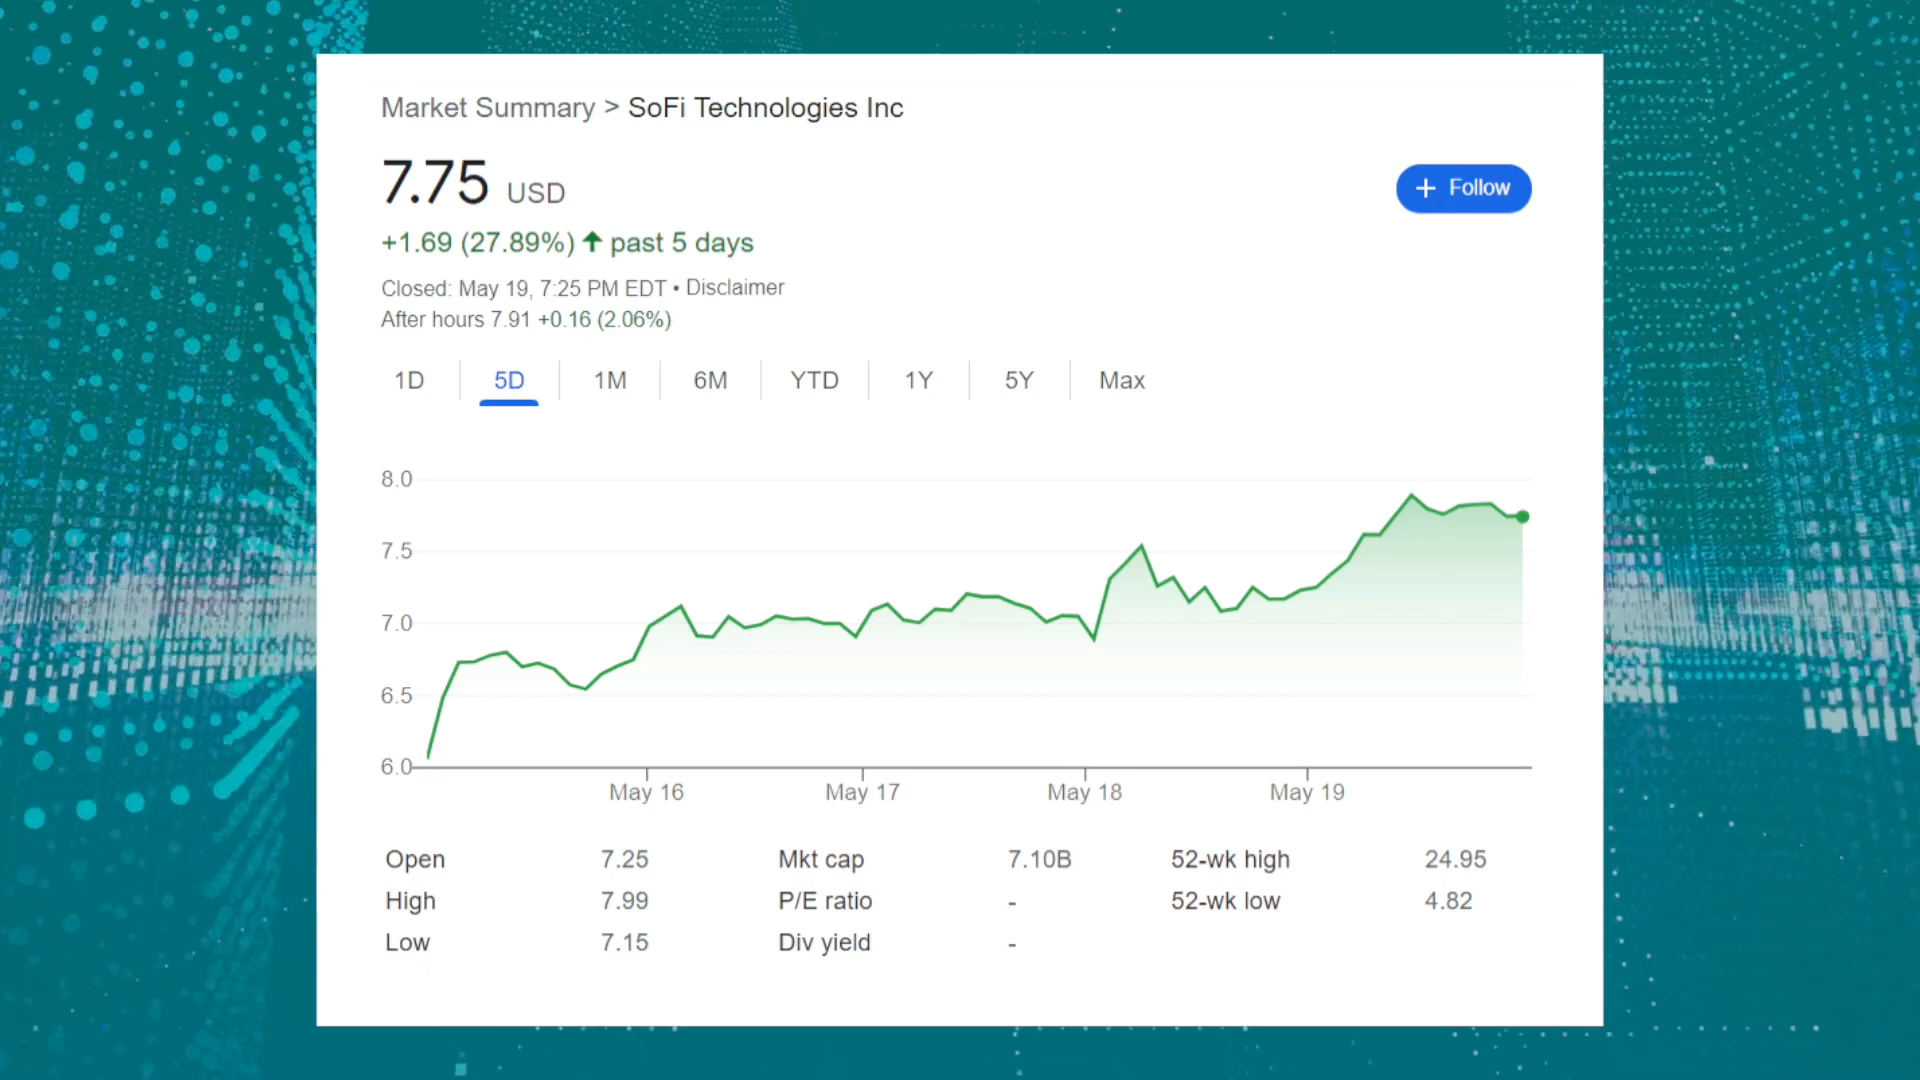 Market Summary > SoFi Technologies Inc
7.75 USD
+ Follow
+1.69 (27.89%) ↑ past 5 days
Closed: May 19, 7:25 PM EDT • Disclaimer
After hours 7.91 +0.16 (2.06%)
1D 5D 1M 6M YTD 1Y 5Y Max
8.0
7.5
7.0
6.5
6.0
May 16 May 17 May 18 May 19
Open 7.25 Mkt cap 7.10B 52-wk high 24.95
High 7.99 P/E ratio - 52-wk low 4.82
Low 7.15 Div yield -